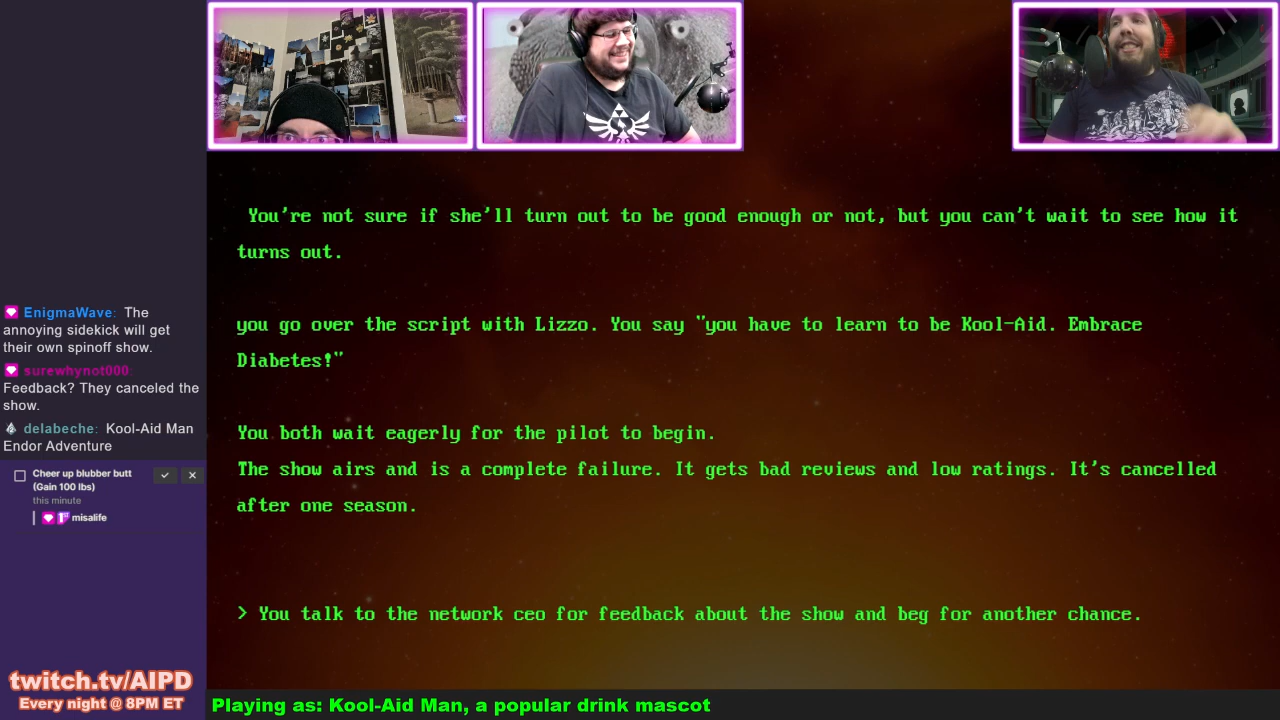 You're not sure if she'll turn out to be good enough or not, but you can't wait to see how it
turns out.
you go over the script with Lizzo. You say "you have to learn to be Kool-Aid. Embrace
Diabetes!"
You both wait eagerly for the pilot to begin.
The show airs and is a complete failure. It gets bad reviews and low ratings. It's cancelled
after one season.
> You talk to the network ceo for feedback about the show and beg for another chance.
EnigmaWave: The
annoying sidekick will get
their own spinoff show.
surewhynot000:
Feedback? They canceled the
show.
delabeche: Kool-Aid Man
Endor Adventure
Cheer up blubber butt
(Gain 100 lbs)
this minute
misalife
twitch.tv/AIPD
Every night @ 8PM ET
Playing as: Kool-Aid Man, a popular drink mascot